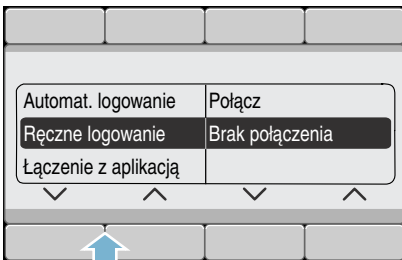 Automat. logowanie Połącz
Ręczne logowanie Brak połączenia
Łączenie z aplikacją